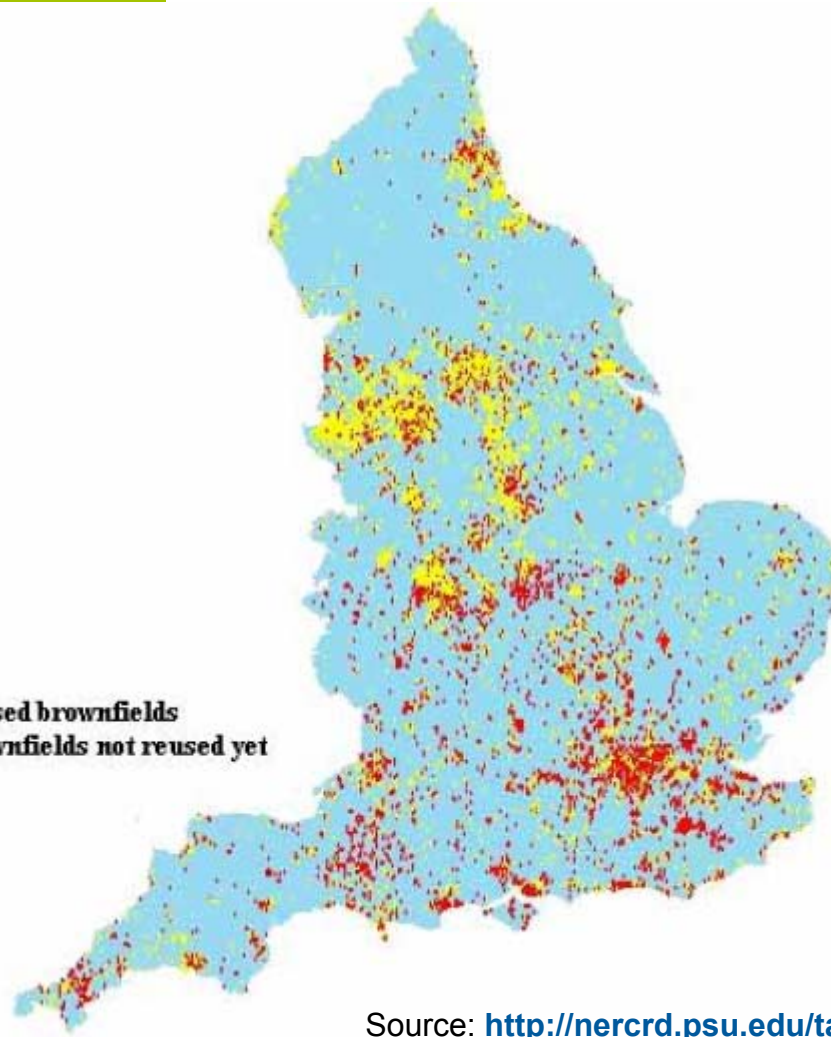 sed brownfields
wnfields not reused yet
Source: http://nercrd.psu.edu/ta